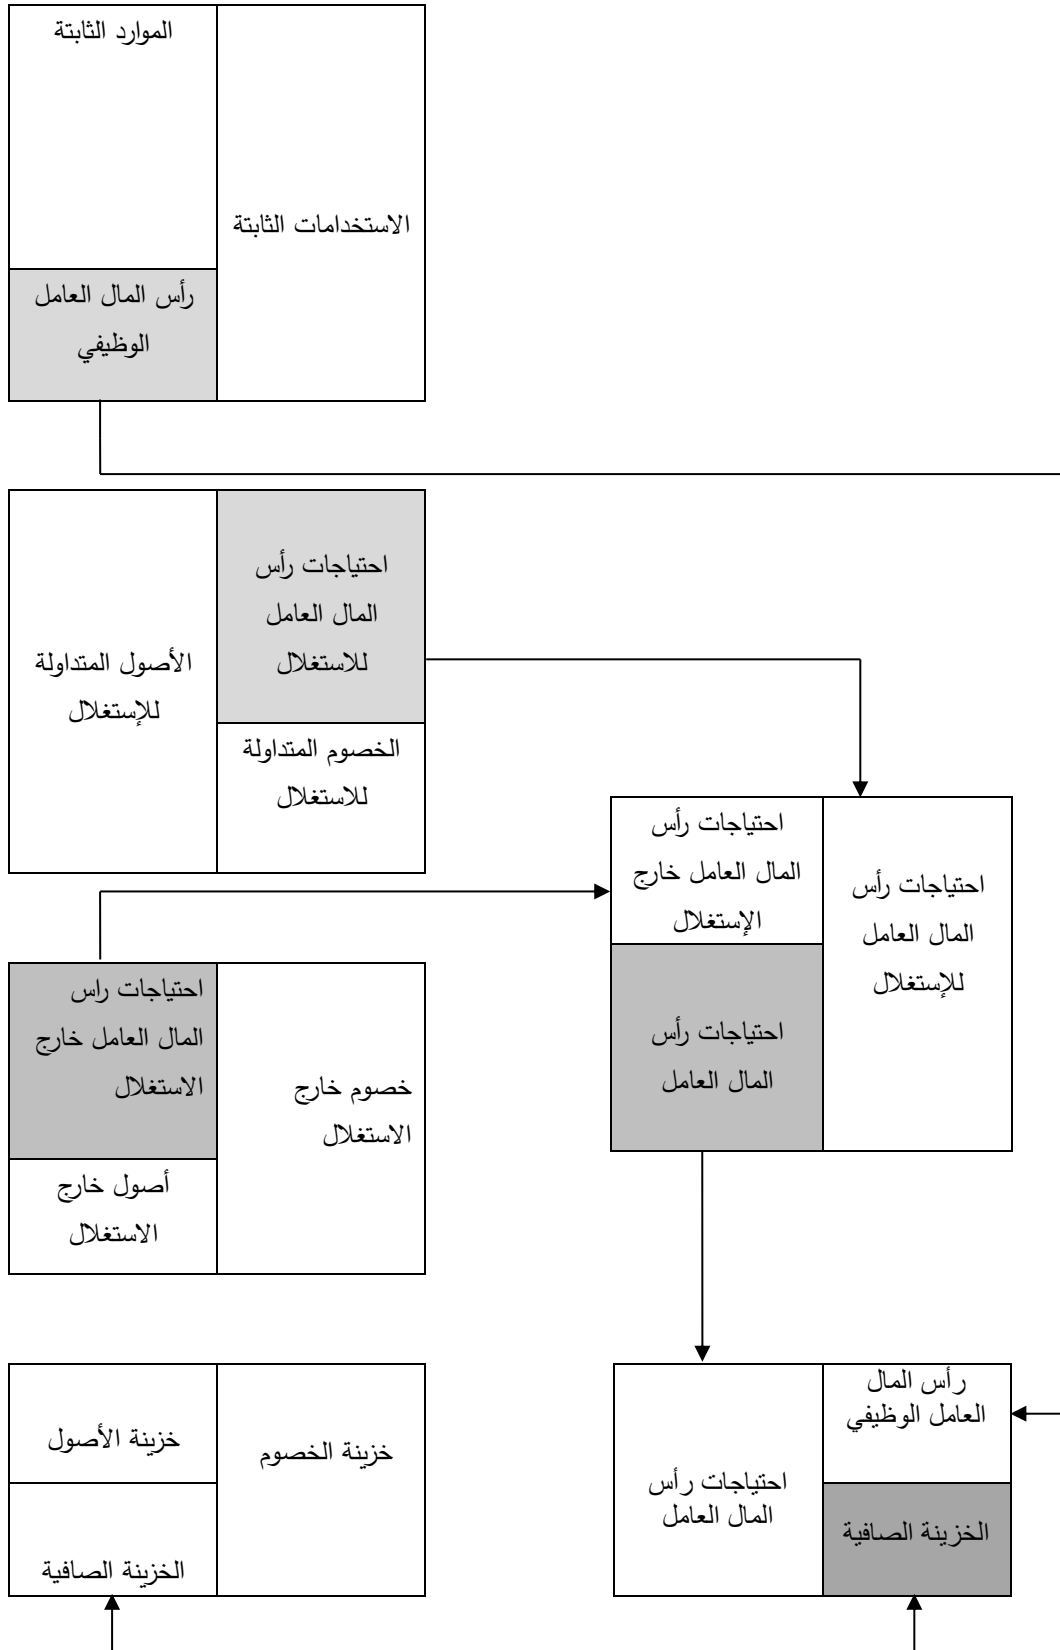 الموارد الثابتة
الاستخدامات الثابتة
رأس المال العامل
الوظيفي
احتياجات رأس
المال العامل
للاستغلال
الأصول المتداولة
للإستغلال
الخصوم المتداولة
للاستغلال
احتياجات رأس
المال العامل خارج
الإستغلال
احتياجات رأس
المال العامل
للإستغلال
احتياجات راس
المال العامل خارج
الاستغلال
خصوم خارج
الاستغلال
أصول خارج
الاستغلال
احتياجات رأس
المال العامل
رأس المال
العامل الوظيفي
احتياجات رأس
المال العامل
الخزينة الصافية
خزينة الخصوم
خزينة الأصول
الخزينة الصافية